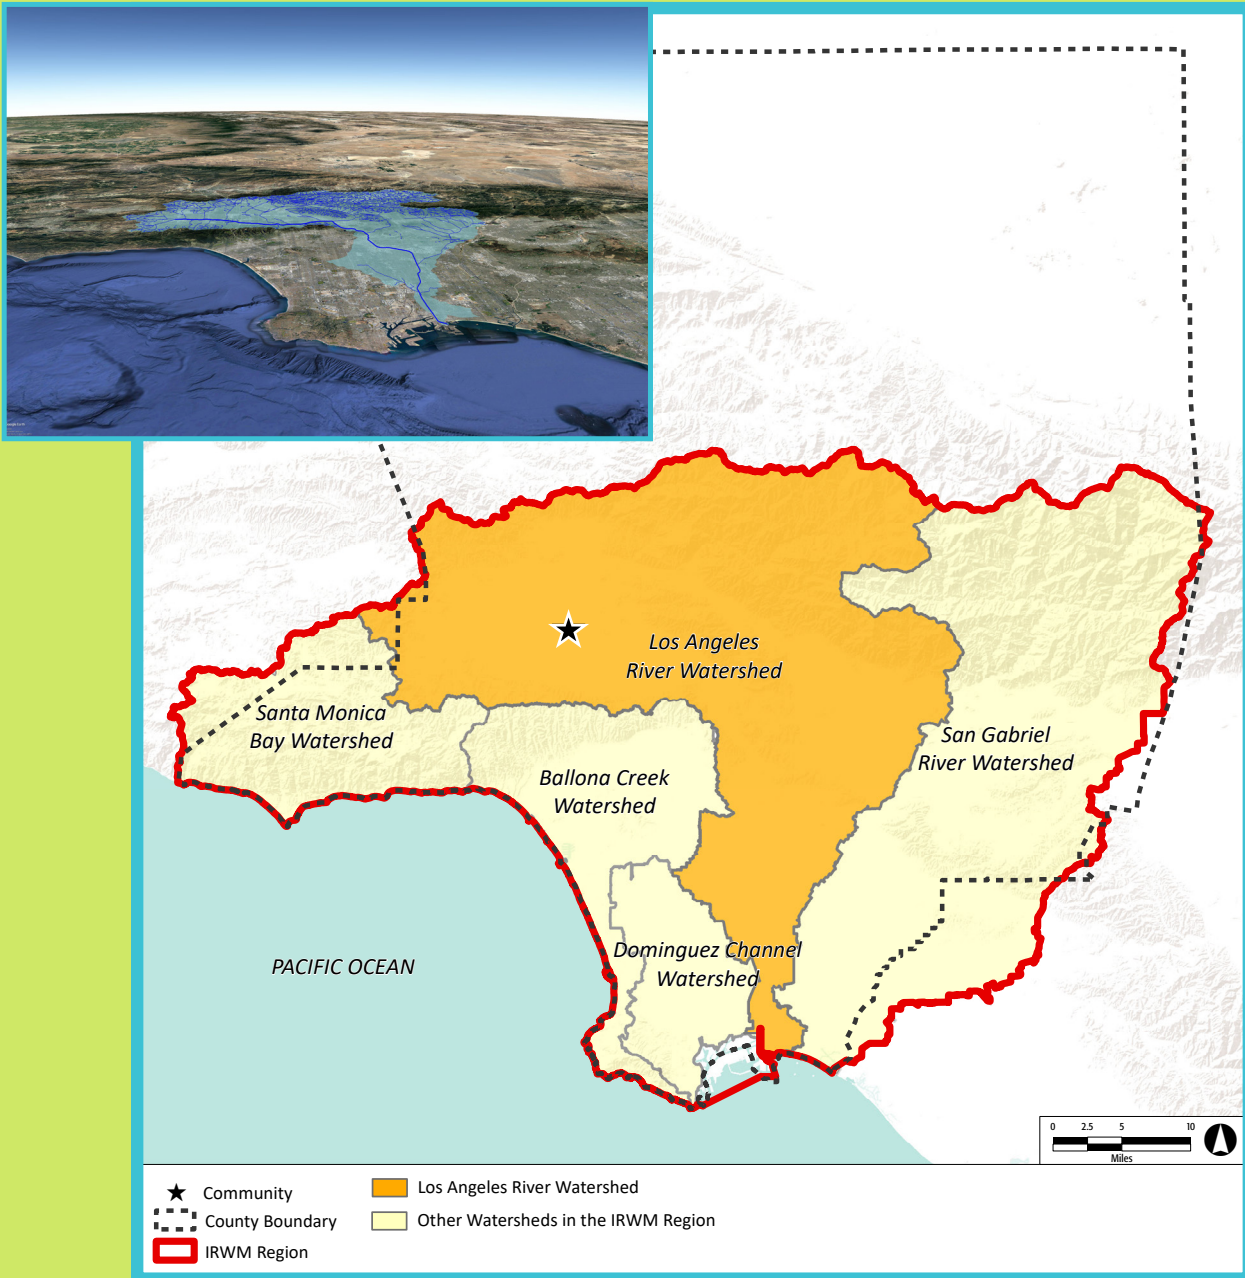 Los Angeles
River Watershed
Santa Monica
Bay Watershed
San Gabriel
River Watershed
Ballona Creek
Watershed
Dominguez Channel
Watershed
PACIFIC OCEAN
0 2.5 5 10
Miles
Community
County Boundary
IRWM Region
Los Angeles River Watershed
Other Watersheds in the IRWM Region